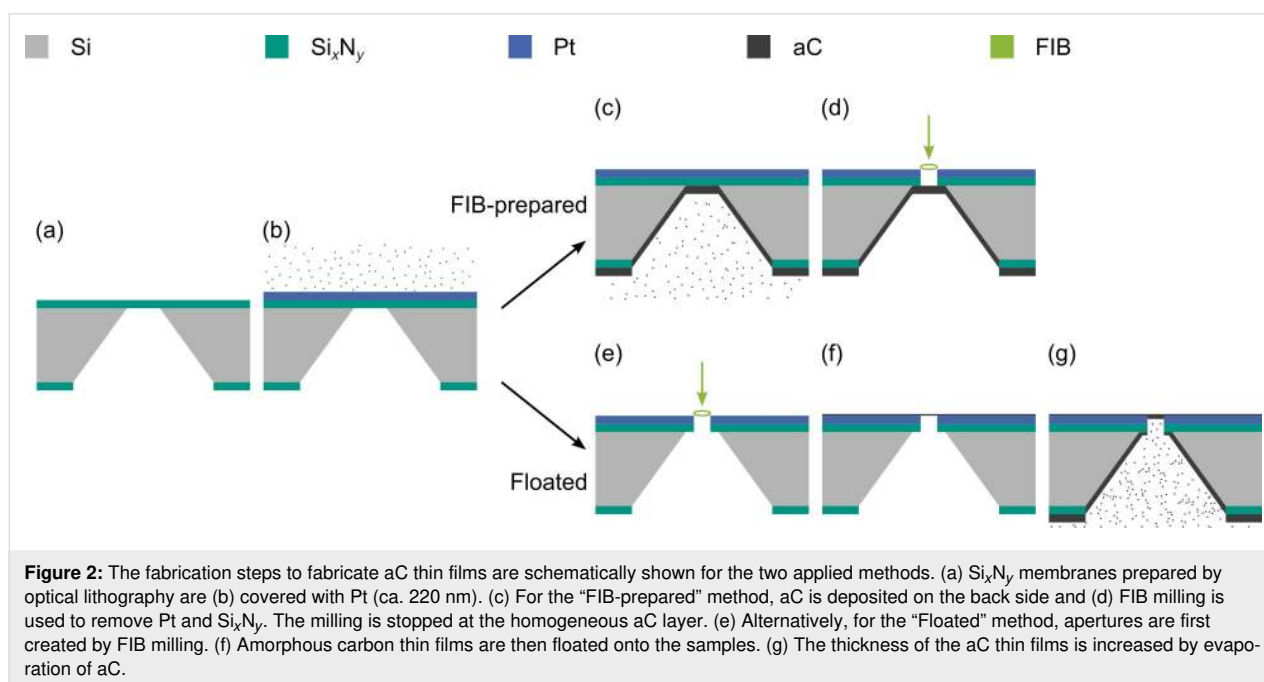 Si SixNy Pt aC FIB
(c) (d)
FIB-prepared
(a) (b)
(e) (f) (g)
Floated
Figure 2: The fabrication steps to fabricate aC thin films are schematically shown for the two applied methods. (a) SixNy membranes prepared by
optical lithography are (b) covered with Pt (ca. 220 nm). (c) For the “FIB-prepared” method, aC is deposited on the back side and (d) FIB milling is
used to remove Pt and SixNy. The milling is stopped at the homogeneous aC layer. (e) Alternatively, for the “Floated” method, apertures are first
created by FIB milling. (f) Amorphous carbon thin films are then floated onto the samples. (g) The thickness of the aC thin films is increased by evapo-
ration of aC.